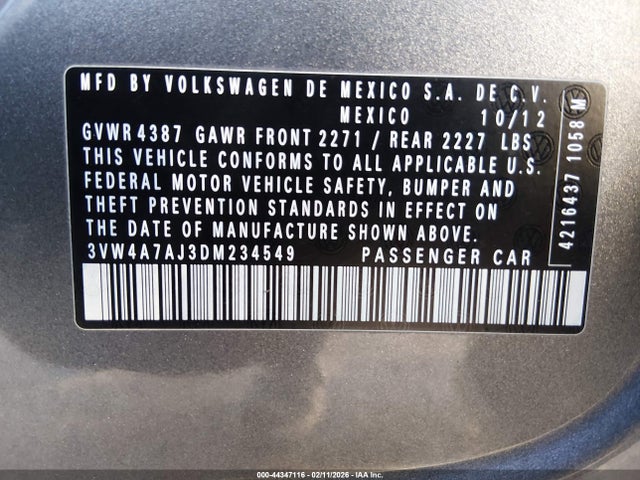 MFD BY VOLKSWAGEN DE MEXICO S.A. DE C.V.
MEXICO 10/12
GVWR 4387 GAWR FRONT 2271 / REAR 2227 LBS
THIS VEHICLE CONFORMS TO ALL APPLICABLE U.S.
FEDERAL MOTOR VEHICLE SAFETY, BUMPER AND
THEFT PREVENTION STANDARDS IN EFFECT ON
THE DATE OF MANUFACTURE SHOWN ABOVE.
3VW4A7AJ3DM234549 PASSENGER CAR
4216437 1058 M
000-44347116 - 02/11/2026 - IAA Inc.